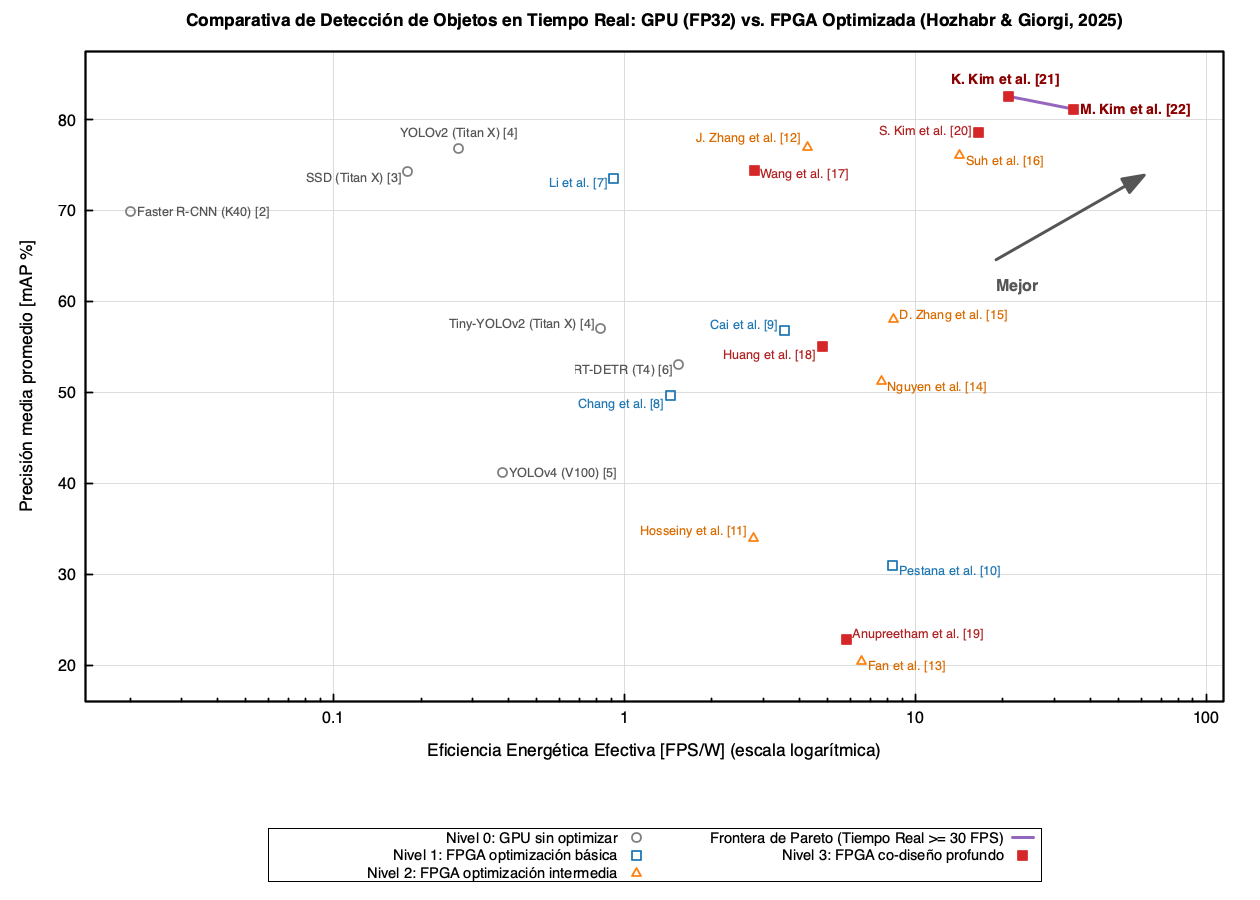 Comparativa de Detección de Objetos en Tiempo Real: GPU (FP32) vs. FPGA Optimizada (Hozhabr & Giorgi, 2025)
K. Kim et al. [21]
M. Kim et al. [22]
80
YOLOv2 (Titan X) [4]
J. Zhang et al. [12]
S. Kim et al. [20]
Suh et al. [16]
SSD (Titan X) [3]
Li et al. [7]
Wang et al. [17]
70
Faster R-CNN (K40) [2]
Mejor
60
Tiny-YOLOv2 (Titan X) [4]
Cai et al. [9]
D. Zhang et al. [15]
Huang et al. [18]
RT-DETR (T4) [6]
Nguyen et al. [14]
50
Chang et al. [8]
40
YOLOv4 (V100) [5]
Hosseiny et al. [11]
30
Pestana et al. [10]
Anupreetham et al. [19]
20
Fan et al. [13]
Precisión media promedio [mAP %]
0.1
1
10
100
Eficiencia Energética Efectiva [FPS/W] (escala logarítmica)
Nivel 0: GPU sin optimizar
Nivel 1: FPGA optimización básica
Nivel 2: FPGA optimización intermedia
Frontera de Pareto (Tiempo Real >= 30 FPS)
Nivel 3: FPGA co-diseño profundo